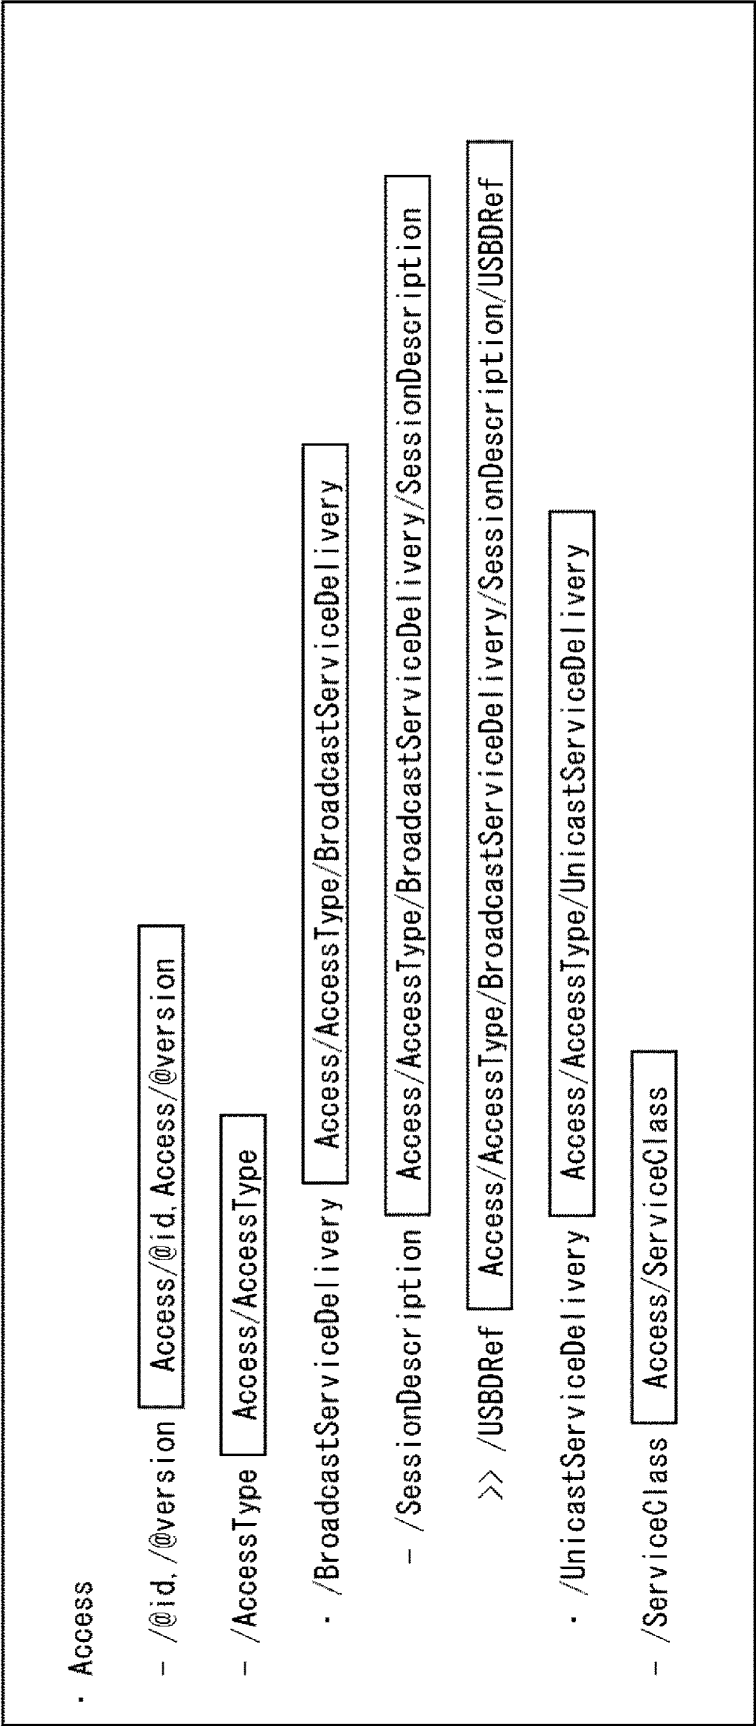 · Access
– /@id, /@version Access/@id, Access/@version
– /AccessType Access/AccessType
· /BroadcastServiceDelivery Access/AccessType/BroadcastServiceDelivery
– /SessionDescription Access/AccessType/BroadcastServiceDelivery/SessionDescription
>> /USBDRef Access/AccessType/BroadcastServiceDelivery/SessionDescription/USBDRef
· /UnicastServiceDelivery Access/AccessType/UnicastServiceDelivery
– /ServiceClass Access/ServiceClass